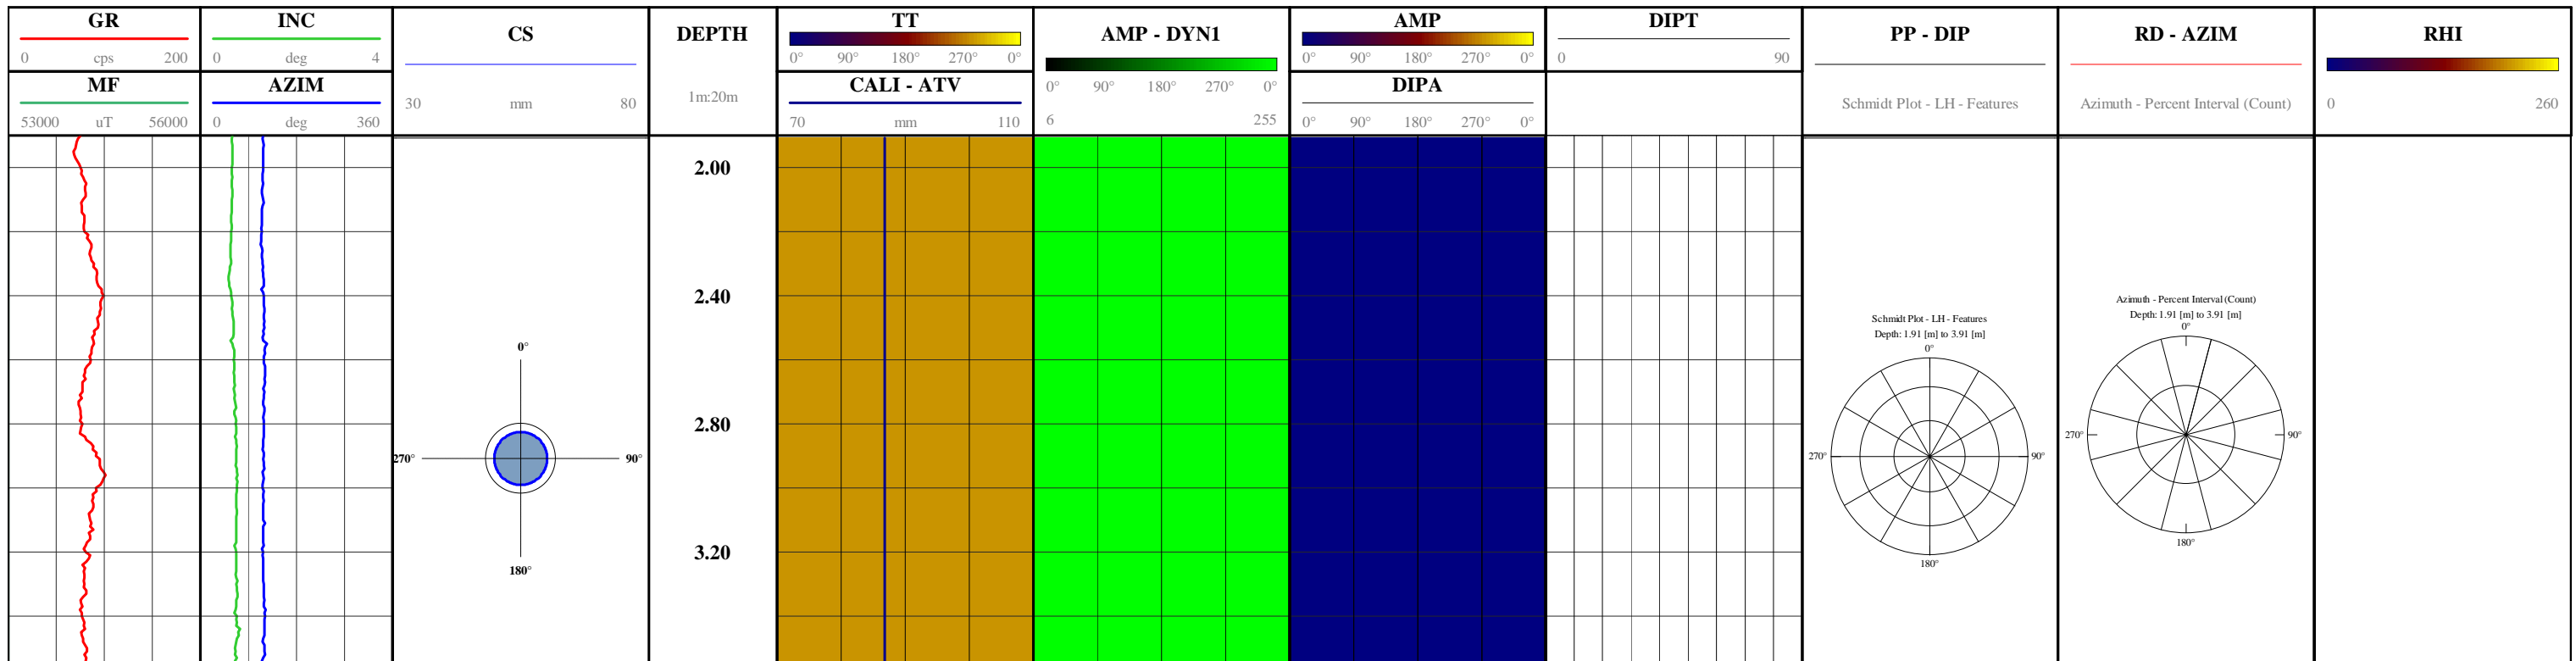 GR
0 cps 200
MF
53000 uT 56000
INC
0 deg 4
AZIM
0 deg 360
CS
30 mm 80
DEPTH
1m:20m
TT
0° 90° 180° 270° 0°
CALI - ATV
70 mm 110
AMP - DYN1
0° 90° 180° 270° 0°
6 255
AMP
0° 90° 180° 270° 0°
DIPA
0° 90° 180° 270° 0°
DIPT
0 90
PP - DIP
Schmidt Plot - LH - Features
RD - AZIM
Azimuth - Percent Interval (Count)
RHI
0 260
0°
270° 90°
180°
2.00
2.40
2.80
3.20
Schmidt Plot - LH - Features
Depth: 1.91 [m] to 3.91 [m]
0°
270° 90°
180°
Azimuth - Percent Interval (Count)
Depth: 1.91 [m] to 3.91 [m]
0°
270° 90°
180°